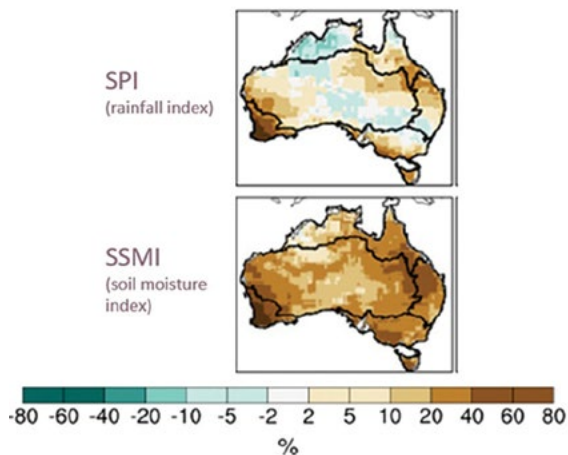 SPI
(rainfall index)
SSMI
(soil moisture
index)
-80 -60 -40 -20 -10 -5 -2 2 5 10 20 40 60 80
%